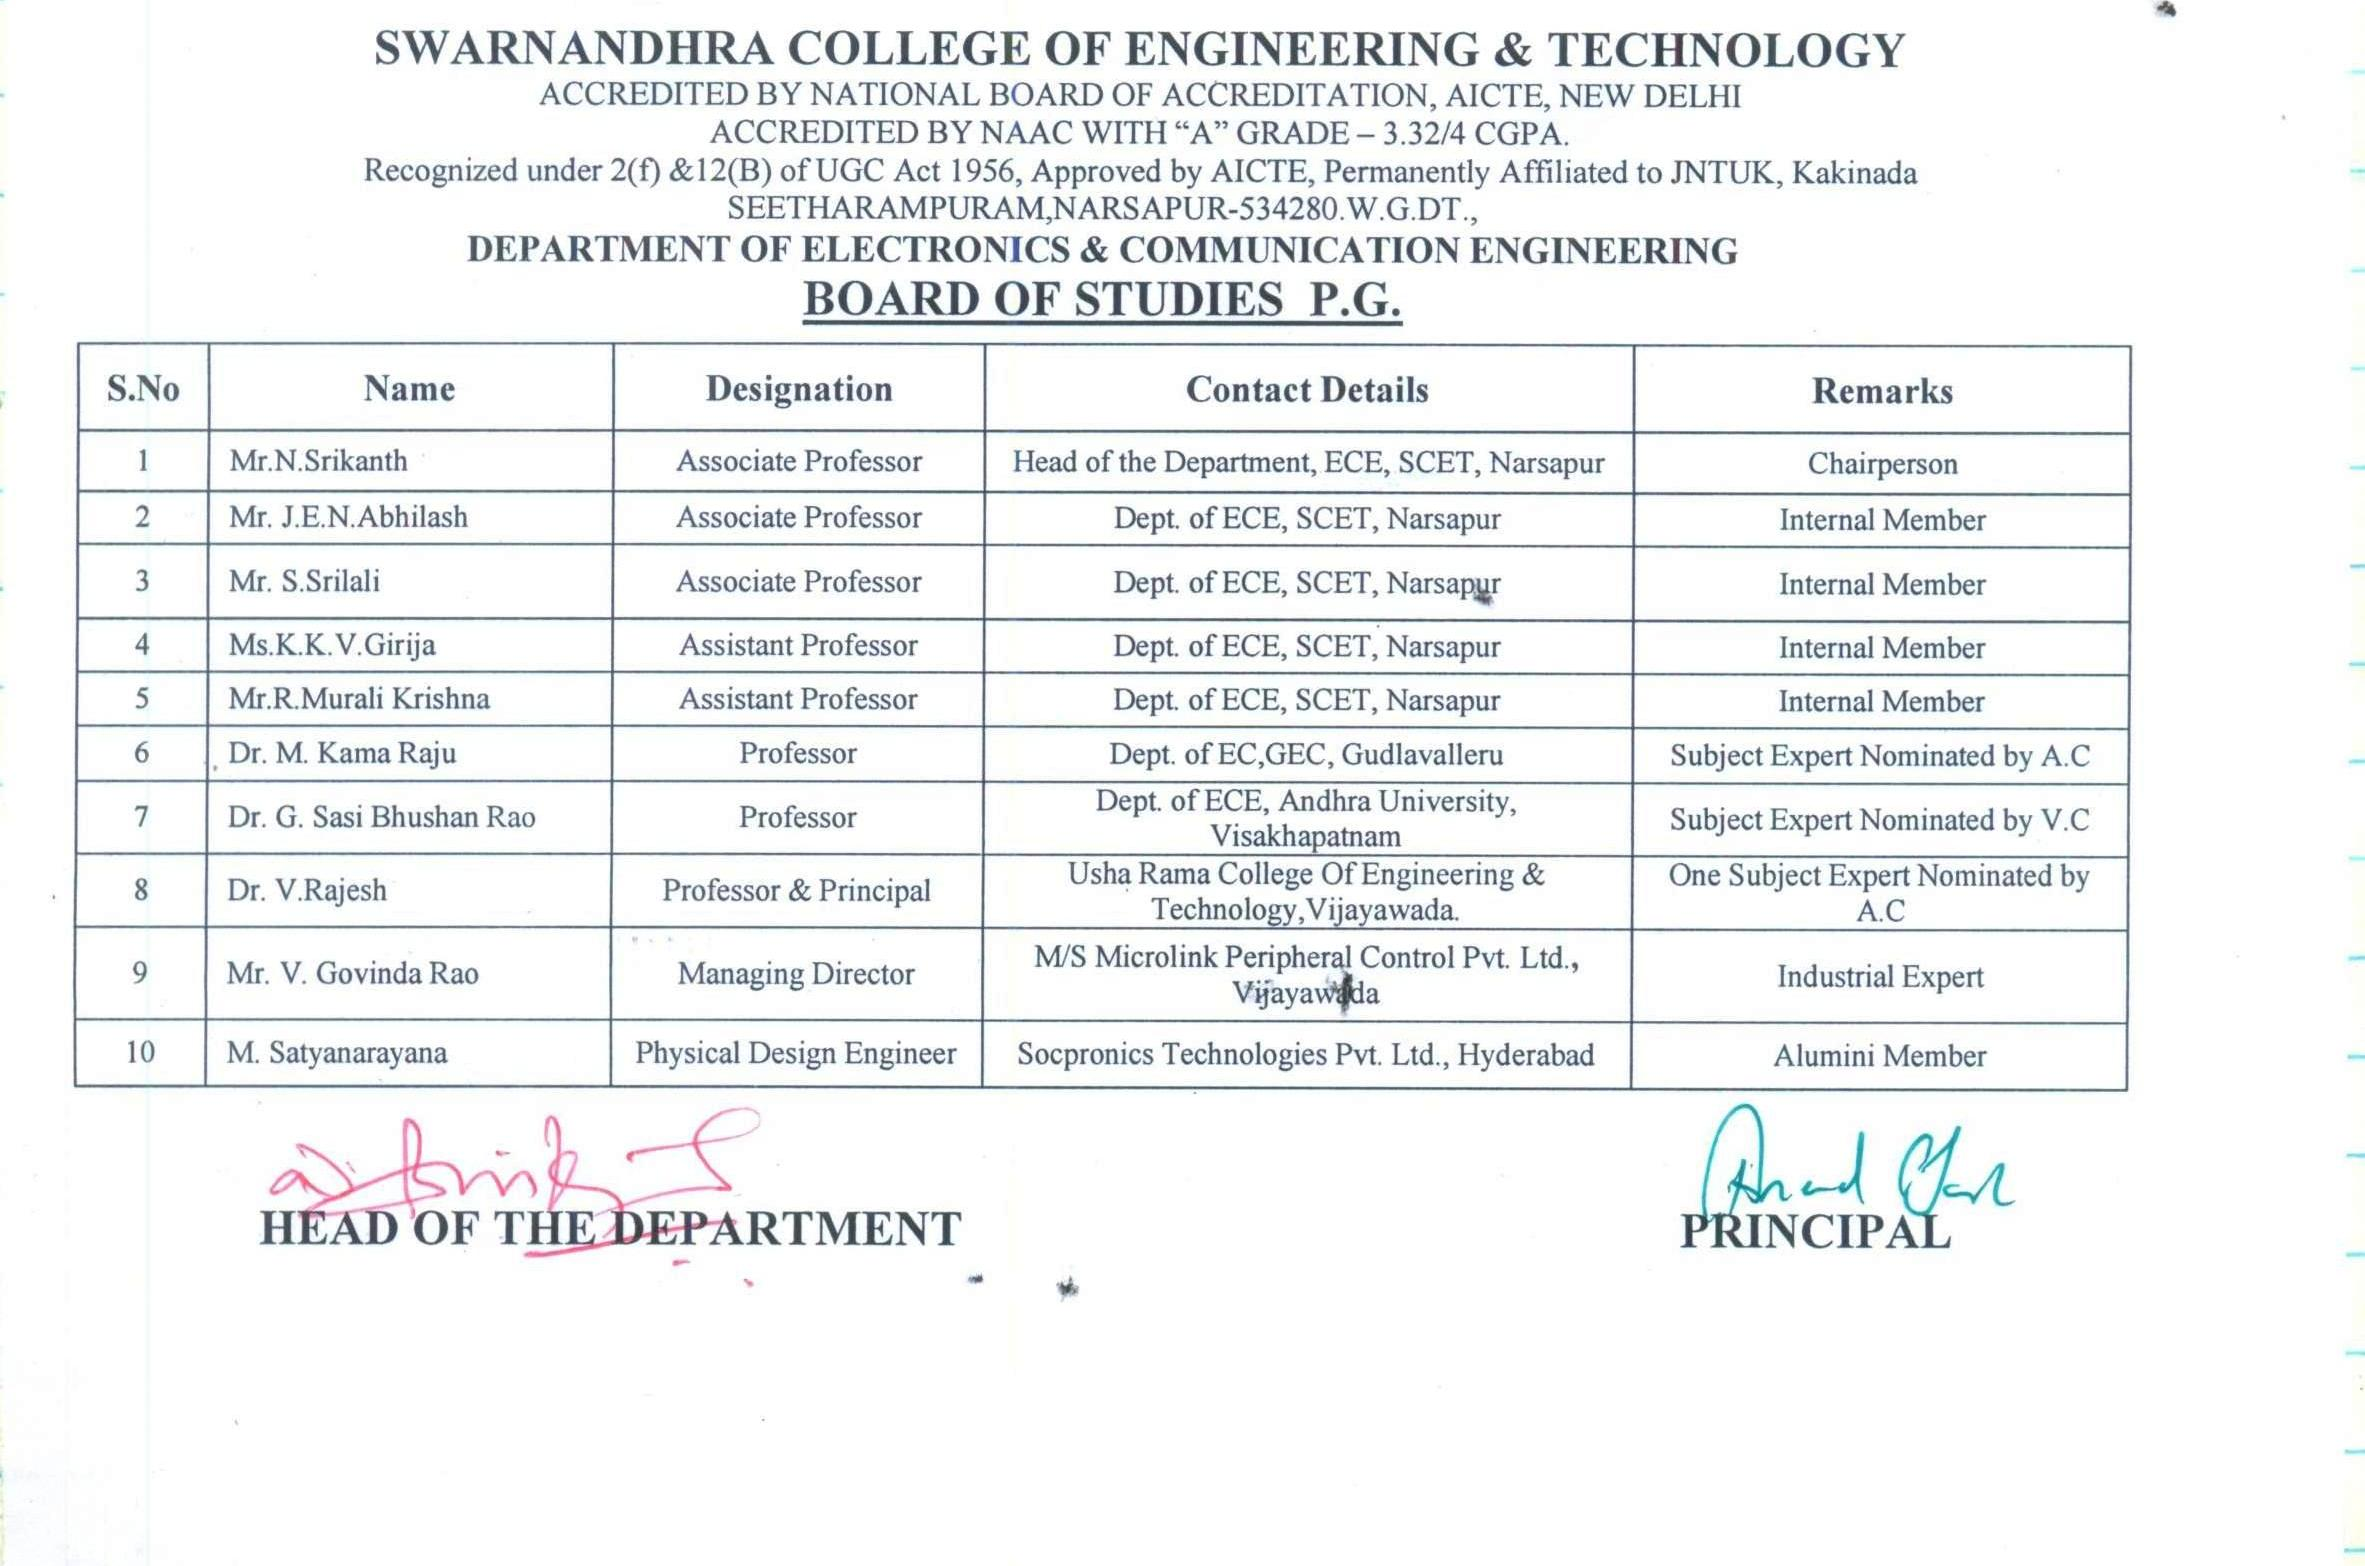 SWARNANDHRA COLLEGE OF ENGINEERING & TECHNOLOGY
ACCREDITED BY NATIONAL BOARD OF ACCREDITATION, AICTE, NEW DELHI
ACCREDITED BY NAAC WITH “A” GRADE – 3.32/4 CGPA.
Recognized under 2(f) &12(B) of UGC Act 1956, Approved by AICTE, Permanently Affiliated to JNTUK, Kakinada
SEETHARAMPURAM,NARSAPUR-534280.W.G.DT.,
DEPARTMENT OF ELECTRONICS & COMMUNICATION ENGINEERING
BOARD OF STUDIES P.G.
S.No Name Designation Contact Details Remarks
1 Mr.N.Srikanth Associate Professor Head of the Department, ECE, SCET, Narsapur Chairperson
2 Mr. J.E.N.Abhilash Associate Professor Dept. of ECE, SCET, Narsapur Internal Member
3 Mr. S.Srilali Associate Professor Dept. of ECE, SCET, Narsapur Internal Member
4 Ms.K.K.V.Girija Assistant Professor Dept. of ECE, SCET, Narsapur Internal Member
5 Mr.R.Murali Krishna Assistant Professor Dept. of ECE, SCET, Narsapur Internal Member
6 Dr. M. Kama Raju Professor Dept. of EC,GEC, Gudlavalleru Subject Expert Nominated by A.C
7 Dr. G. Sasi Bhushan Rao Professor Dept. of ECE, Andhra University,
Visakhapatnam Subject Expert Nominated by V.C
8 Dr. V.Rajesh Professor & Principal Usha Rama College Of Engineering &
Technology,Vijayawada. One Subject Expert Nominated by
A.C
9 Mr. V. Govinda Rao Managing Director M/S Microlink Peripheral Control Pvt. Ltd.,
Vijayawada Industrial Expert
10 M. Satyanarayana Physical Design Engineer Socpronics Technologies Pvt. Ltd., Hyderabad Alumini Member
HEAD OF THE DEPARTMENT PRINCIPAL